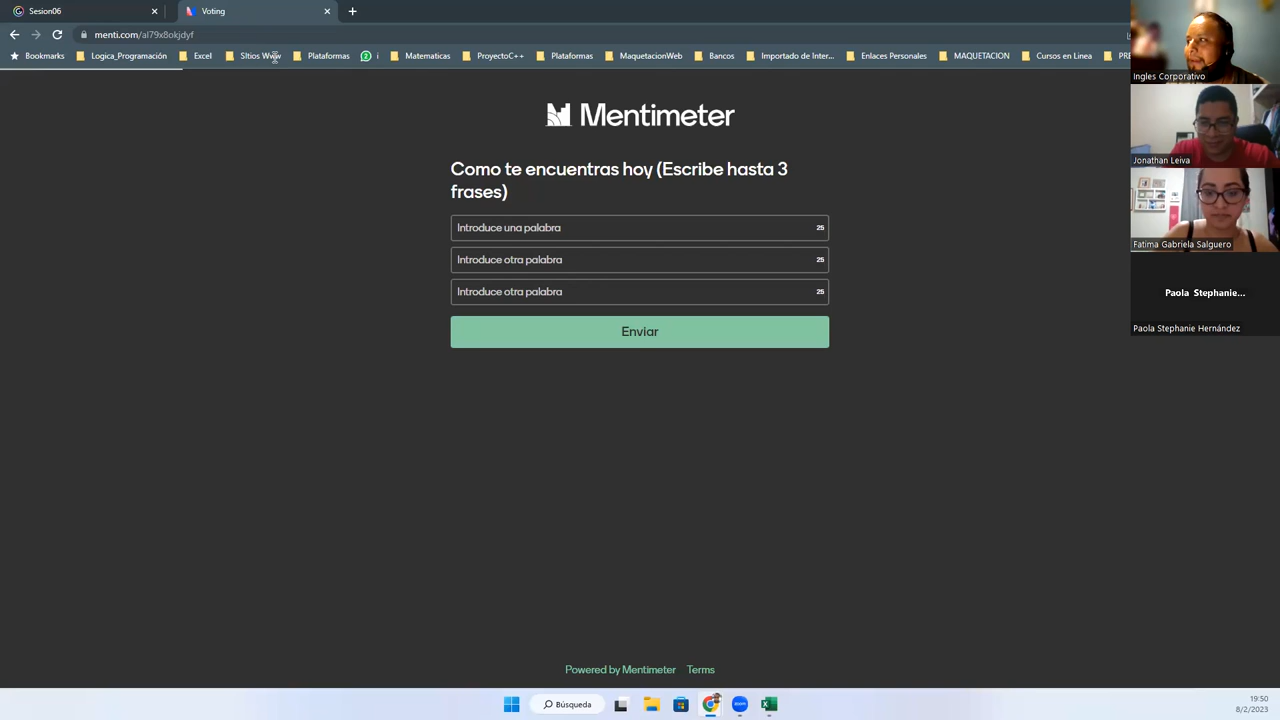 Sesion06
Voting
menti.com/al79x8okjdyf
Bookmarks
Logica_Programación
Excel
SItios Www
Plataformas
i
Matematicas
ProyectoC++
Plataformas
MaquetacionWeb
Bancos
Importado de Inter...
Enlaces Personales
MAQUETACION
Cursos en Linea
PRE
Mentimeter
Como te encuentras hoy (Escribe hasta 3
frases)
Introduce una palabra 25
Introduce otra palabra 25
Introduce otra palabra 25
Enviar
Powered by Mentimeter Terms
Ingles Corporativo
Jonathan Leiva
Fatima Gabriela Salguero
Paola Stephanie...
Paola Stephanie Hernández
Búsqueda
19:50
8/2/2023